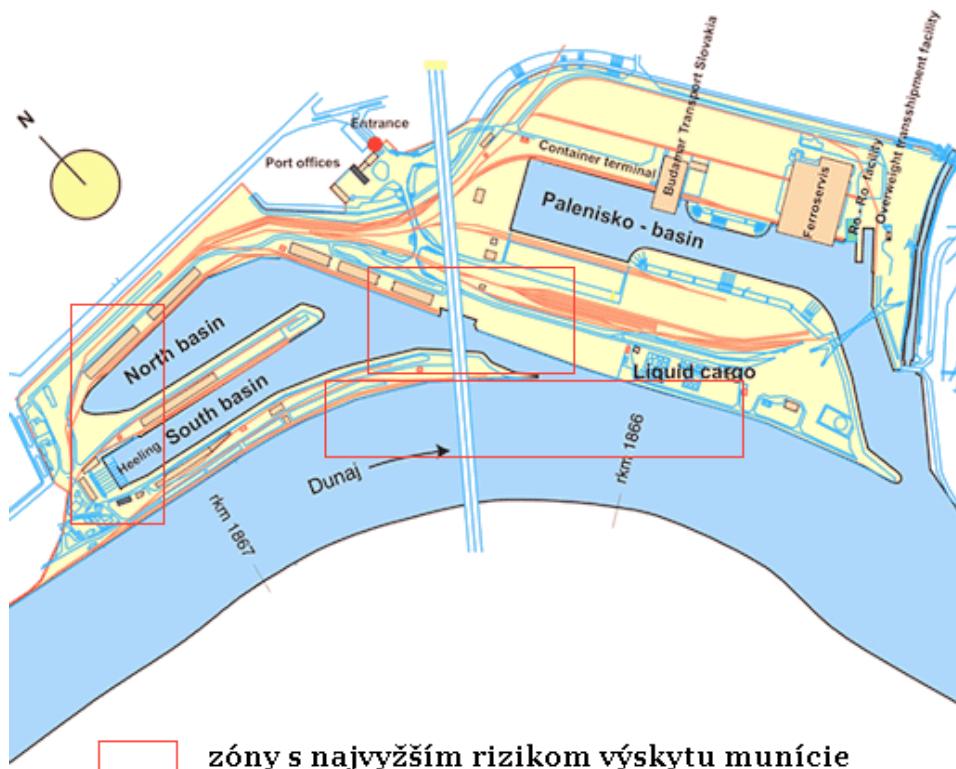 N
Entrance
Port offices
Container terminal
Budamar Transport Slovakia
Ferroservis
Ro - Ro - facility
Overweight transshipment facility
Palenisko - basin
North basin
South basin
Heeling
Liquid cargo
Dunaj
rkm 1866
rkm 1867
zóny s najvyšším rizikom výskytu munície